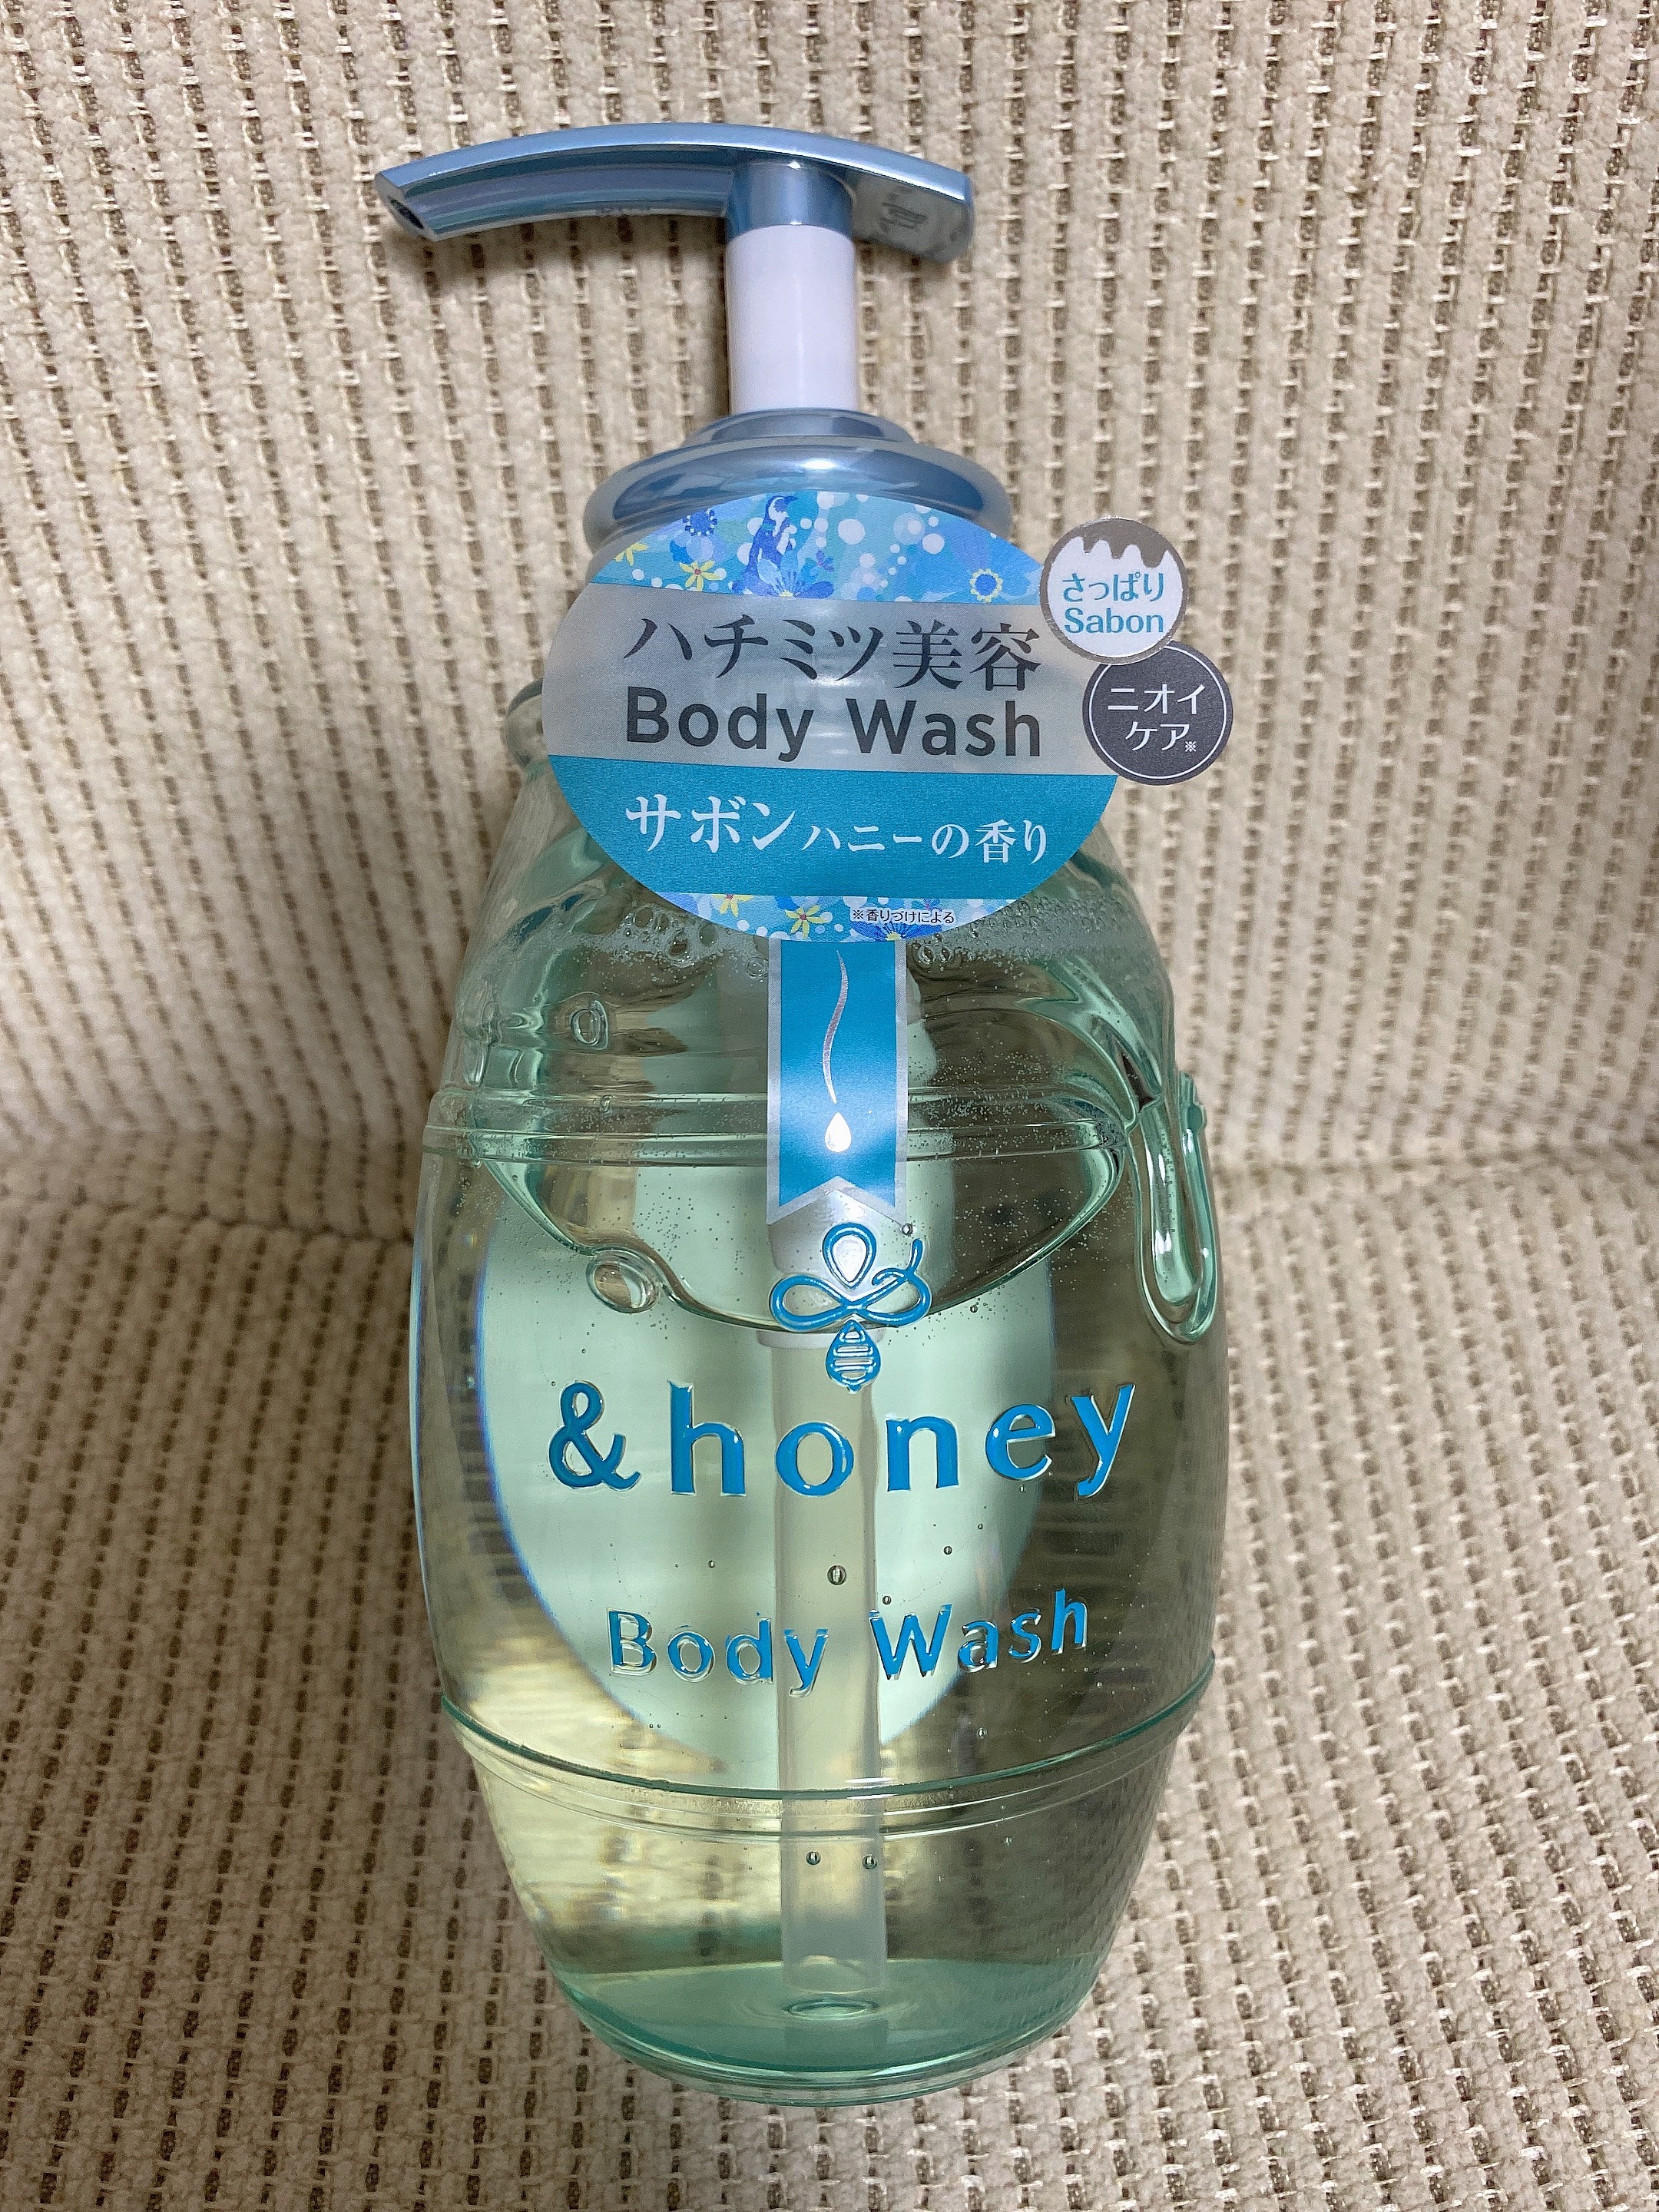 さっぱり
Sabon
ハチミツ美容
Body Wash
ニオイ
ケア※
サボンハニーの香り
※香りづけによる
&honey
Body Wash